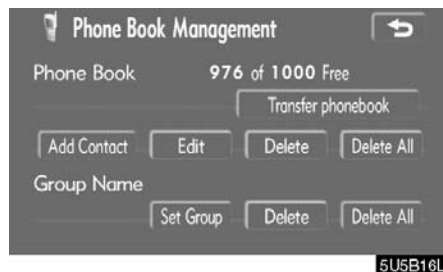 Phone Book Management
Phone Book 976 of 1000 Free
Transfer phonebook
Add Contact Edit Delete Delete All
Group Name
Set Group Delete Delete All
5U5B16L